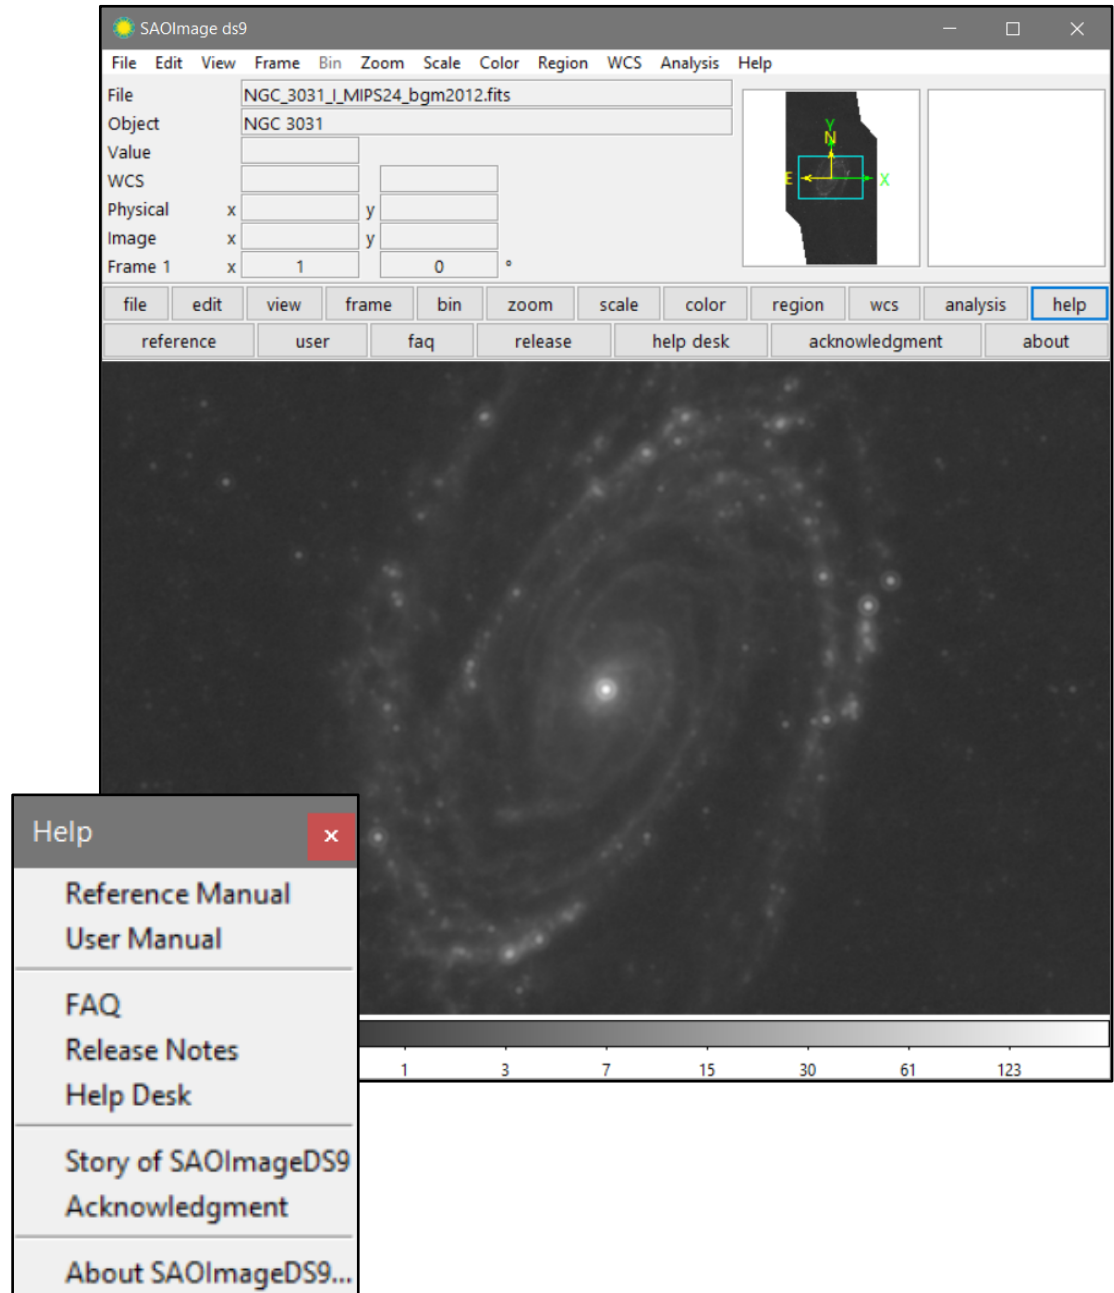 SAOImage ds9
File Edit View Frame Bin Zoom Scale Color Region WCS Analysis Help
File NGC_3031_I_MIPS24_bgm2012.fits
Object NGC 3031
Value
WCS
Physical x y
Image x y
Frame 1 x 1 0 °
Y
N
E X
file edit view frame bin zoom scale color region wcs analysis help
reference user faq release help desk acknowledgment about
1 3 7 15 30 61 123
Help
Reference Manual
User Manual
FAQ
Release Notes
Help Desk
Story of SAOImageDS9
Acknowledgment
About SAOImageDS9...